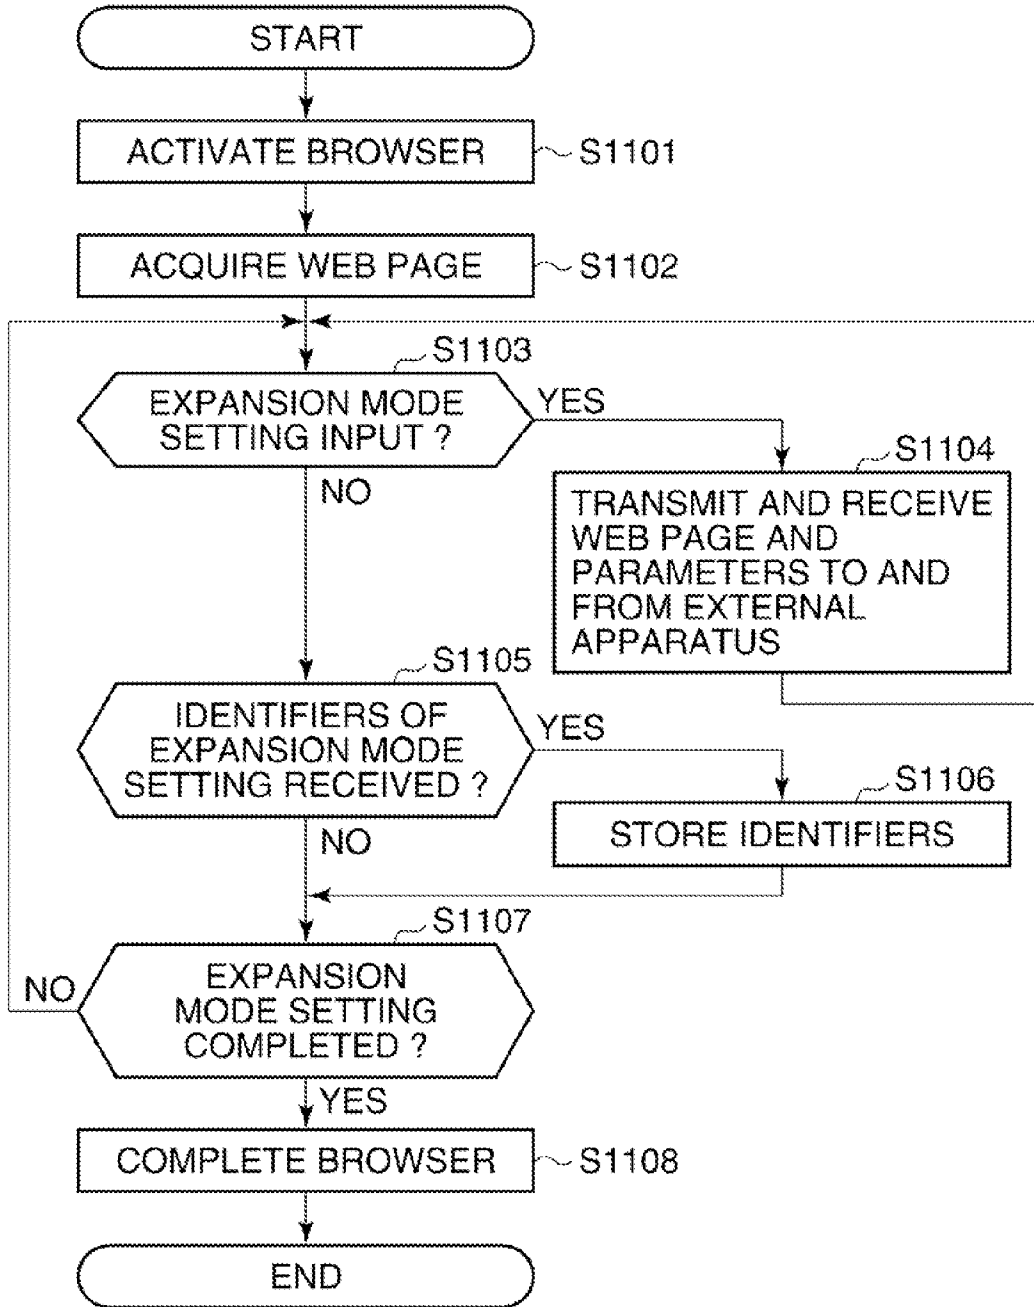 START
ACTIVATE BROWSER
S1101
ACQUIRE WEB PAGE
S1102
S1103
EXPANSION MODE
SETTING INPUT ?
YES
NO
S1104
TRANSMIT AND RECEIVE
WEB PAGE AND
PARAMETERS TO AND
FROM EXTERNAL
APPARATUS
S1105
IDENTIFIERS OF
EXPANSION MODE
SETTING RECEIVED ?
YES
NO
S1106
STORE IDENTIFIERS
S1107
EXPANSION
MODE SETTING
COMPLETED ?
NO
YES
COMPLETE BROWSER
S1108
END